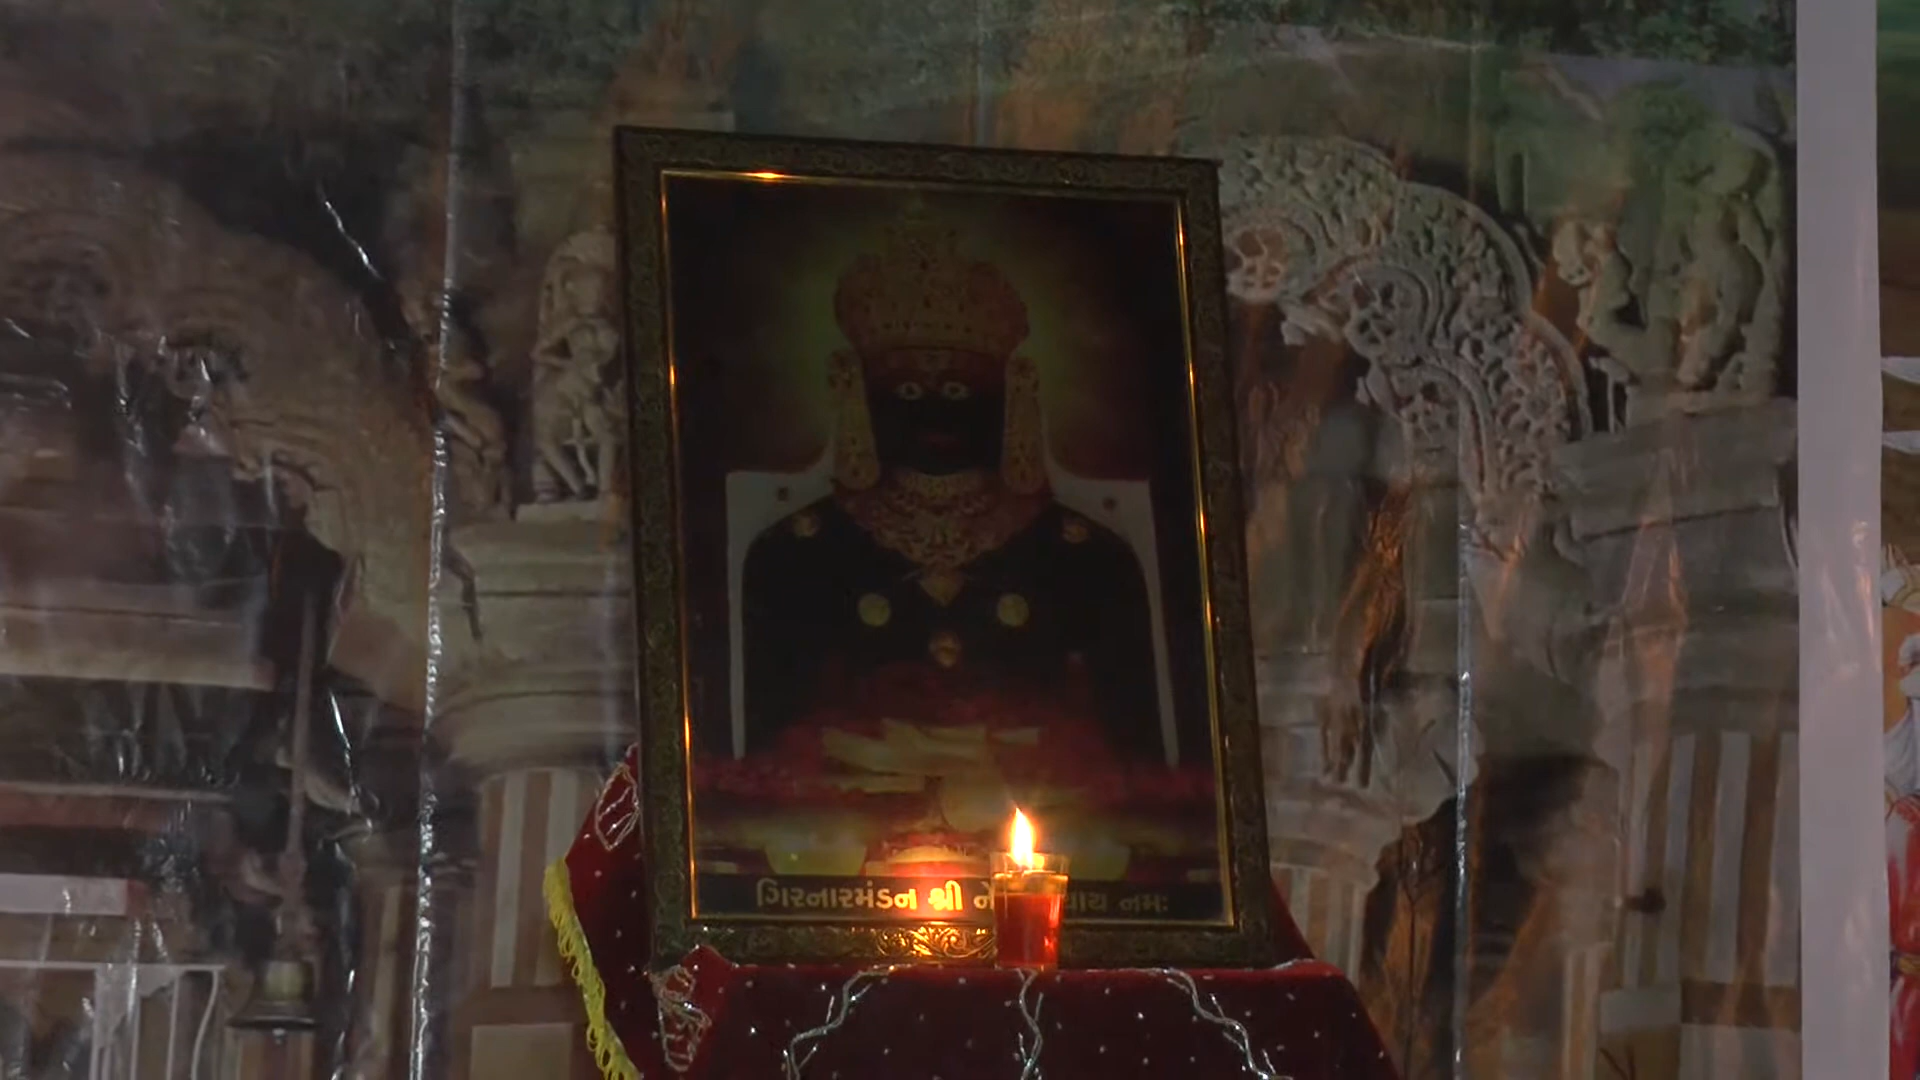 ગિરનારમંડન શ્રી ને થાય નમઃ